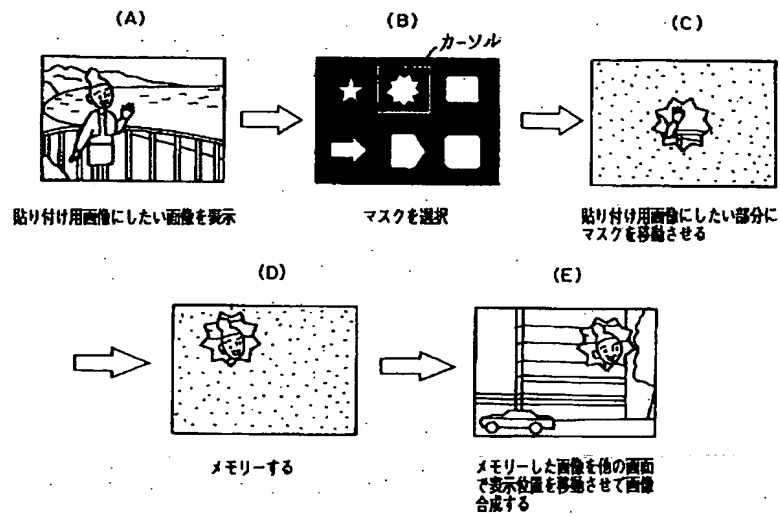 (A)
(B)
(C)
カーソル
貼り付け用画像にしたい画像を表示
マスクを選択
貼り付け用画像にしたい部分に
マスクを移動させる
(D)
(E)
メモリーする
メモリーした画像を他の画面
で表示位置を移動させて画像
合成する